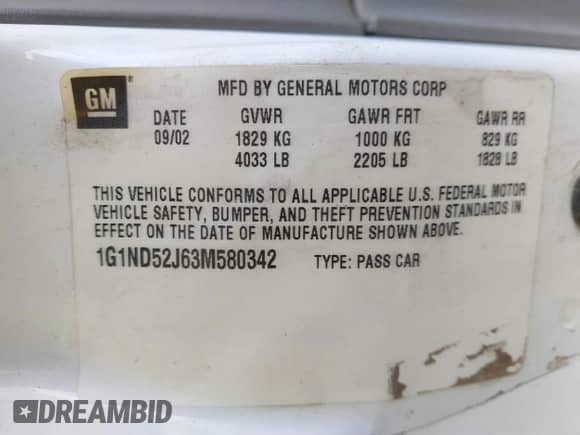 GM ®
MFD BY GENERAL MOTORS CORP
DATE GVWR GAWR FRT GAWR RR
09/02 1829 KG 1000 KG 829 KG
4033 LB 2205 LB 1828 LB
THIS VEHICLE CONFORMS TO ALL APPLICABLE U.S. FEDERAL MOTOR
VEHICLE SAFETY, BUMPER, AND THEFT PREVENTION STANDARDS IN
EFFECT ON THE DATE OF MANUFACTURE SHOWN ABOVE.
1G1ND52J63M580342 TYPE: PASS CAR
DREAMBID